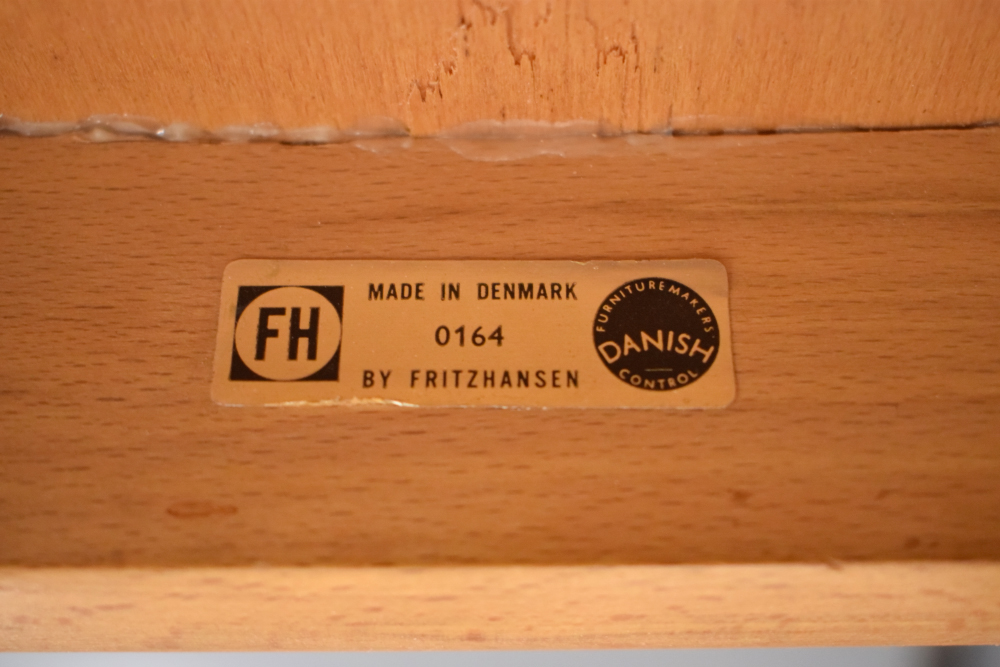 FH
MADE IN DENMARK
0164
BY FRITZHANSEN
FURNITUREMAKERS
DANISH
CONTROL